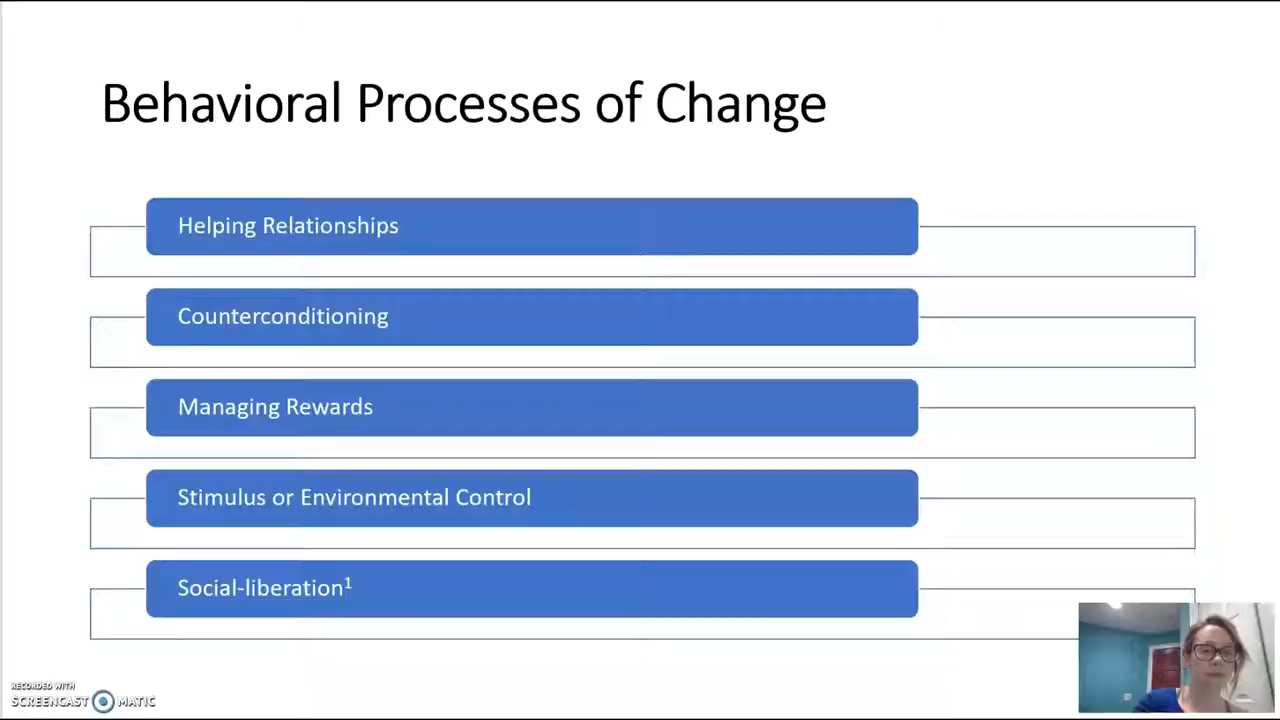 Behavioral Processes of Change
Helping Relationships
Counterconditioning
Managing Rewards
Stimulus or Environmental Control
Social-liberation¹
RECORDED WITH
SCREENCAST MATIC